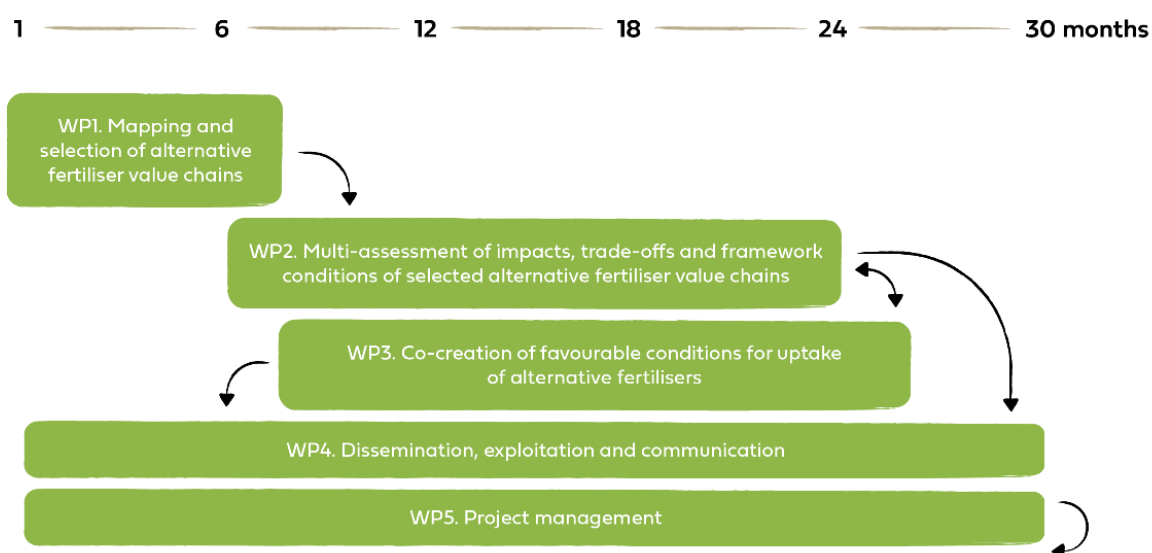 1 6 12 18 24 30 months
WP1. Mapping and
selection of alternative
fertiliser value chains
WP2. Multi-assessment of impacts, trade-offs and framework
conditions of selected alternative fertiliser value chains
WP3. Co-creation of favourable conditions for uptake
of alternative fertilisers
WP4. Dissemination, exploitation and communication
WP5. Project management